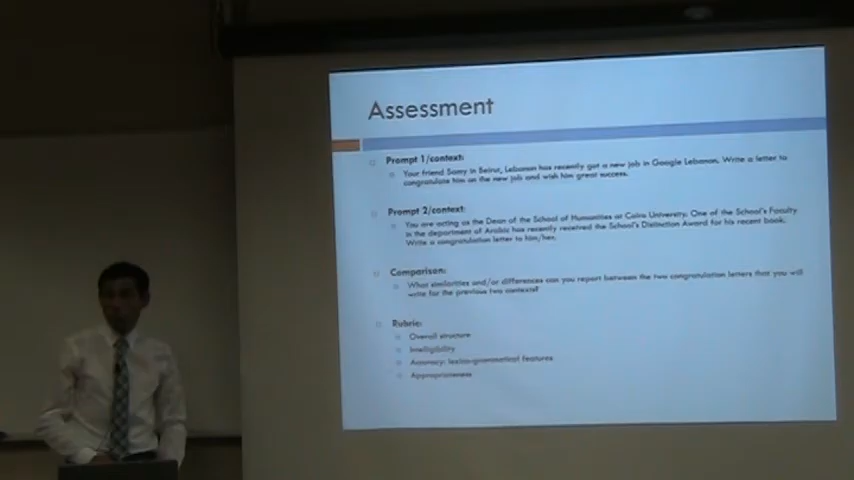 Assessment
Prompt 1/context:
Your friend Samy in Beirut, Lebanon has recently got a new job in Google Lebanon. Write a letter to
congratulate him on the new job and wish him great success.
Prompt 2/context:
You are acting as the Dean of the School of Humanities at Cairo University. One of the School's Faculty
in the department of Arabic has recently received the School's Distinction Award for his recent book.
Write a congratulation letter to him/her.
Comparison:
What similarities and/or differences can you report between the two congratulation letters that you will
write for the previous two contexts?
Rubric:
Overall structure
Intelligibility
Accuracy: lexico-grammatical features
Appropriateness